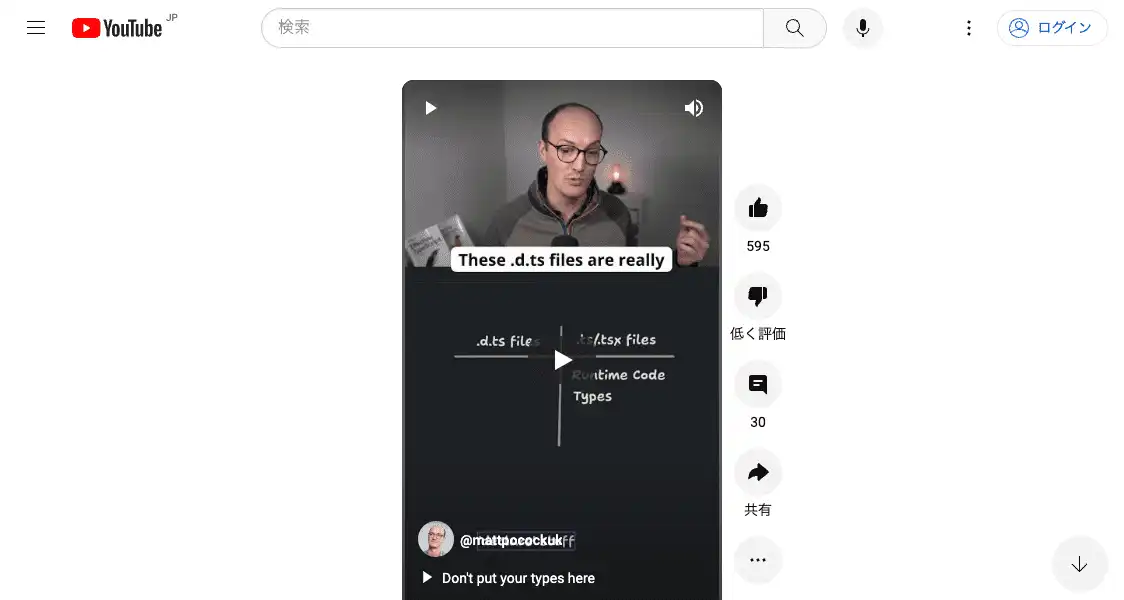 YouTube JP
検索
ログイン
These .d.ts files are really
.d.ts files
.ts/.tsx files
Runtime Code
Types
595
低く評価
30
共有
@mattpocockuk
Don't put your types here